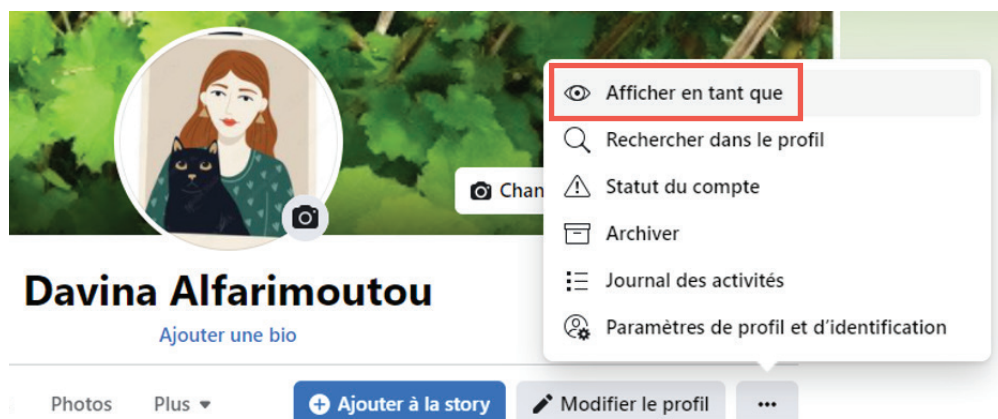 Afficher en tant que
Rechercher dans le profil
Chan
Statut du compte
Archiver
Journal des activités
Paramètres de profil et d'identification
Davina Alfarimoutou
Ajouter une bio
Photos
Plus
Ajouter à la story
Modifier le profil